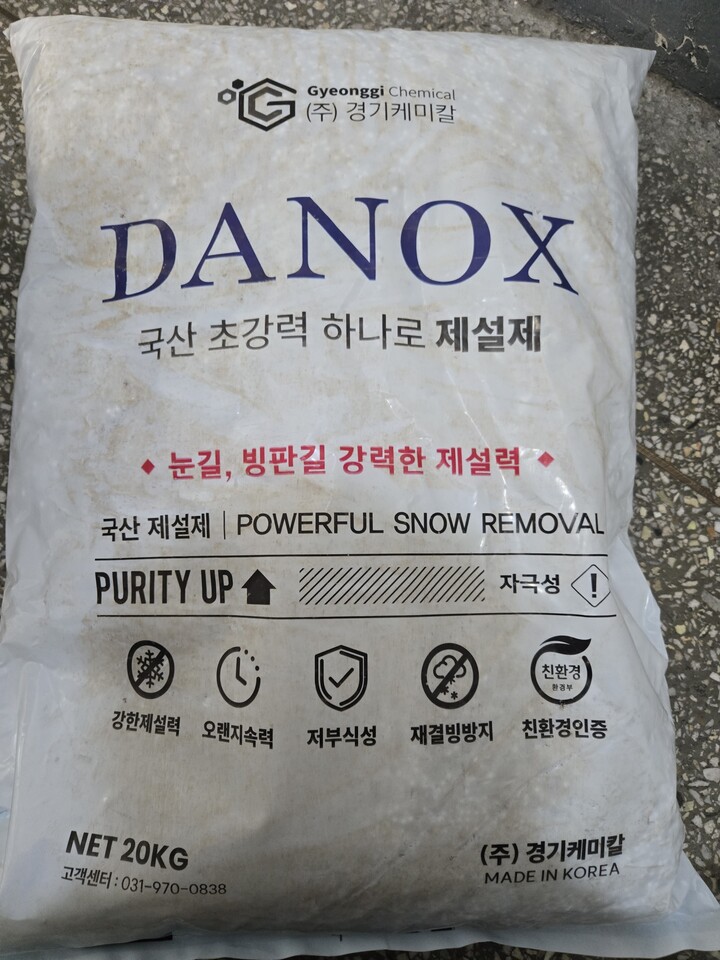 Gyeonggi Chemical
(주) 경기케미칼
DANOX
국산 초강력 하나로 제설제
눈길, 빙판길 강력한 제설력
국산 제설제 | POWERFUL SNOW REMOVAL
PURITY UP 자극성 !
친환경
환경부
강한제설력 오랜지속력 저부식성 재결빙방지 친환경인증
NET 20KG
고객센터 : 031-970-0838
(주) 경기케미칼
MADE IN KOREA